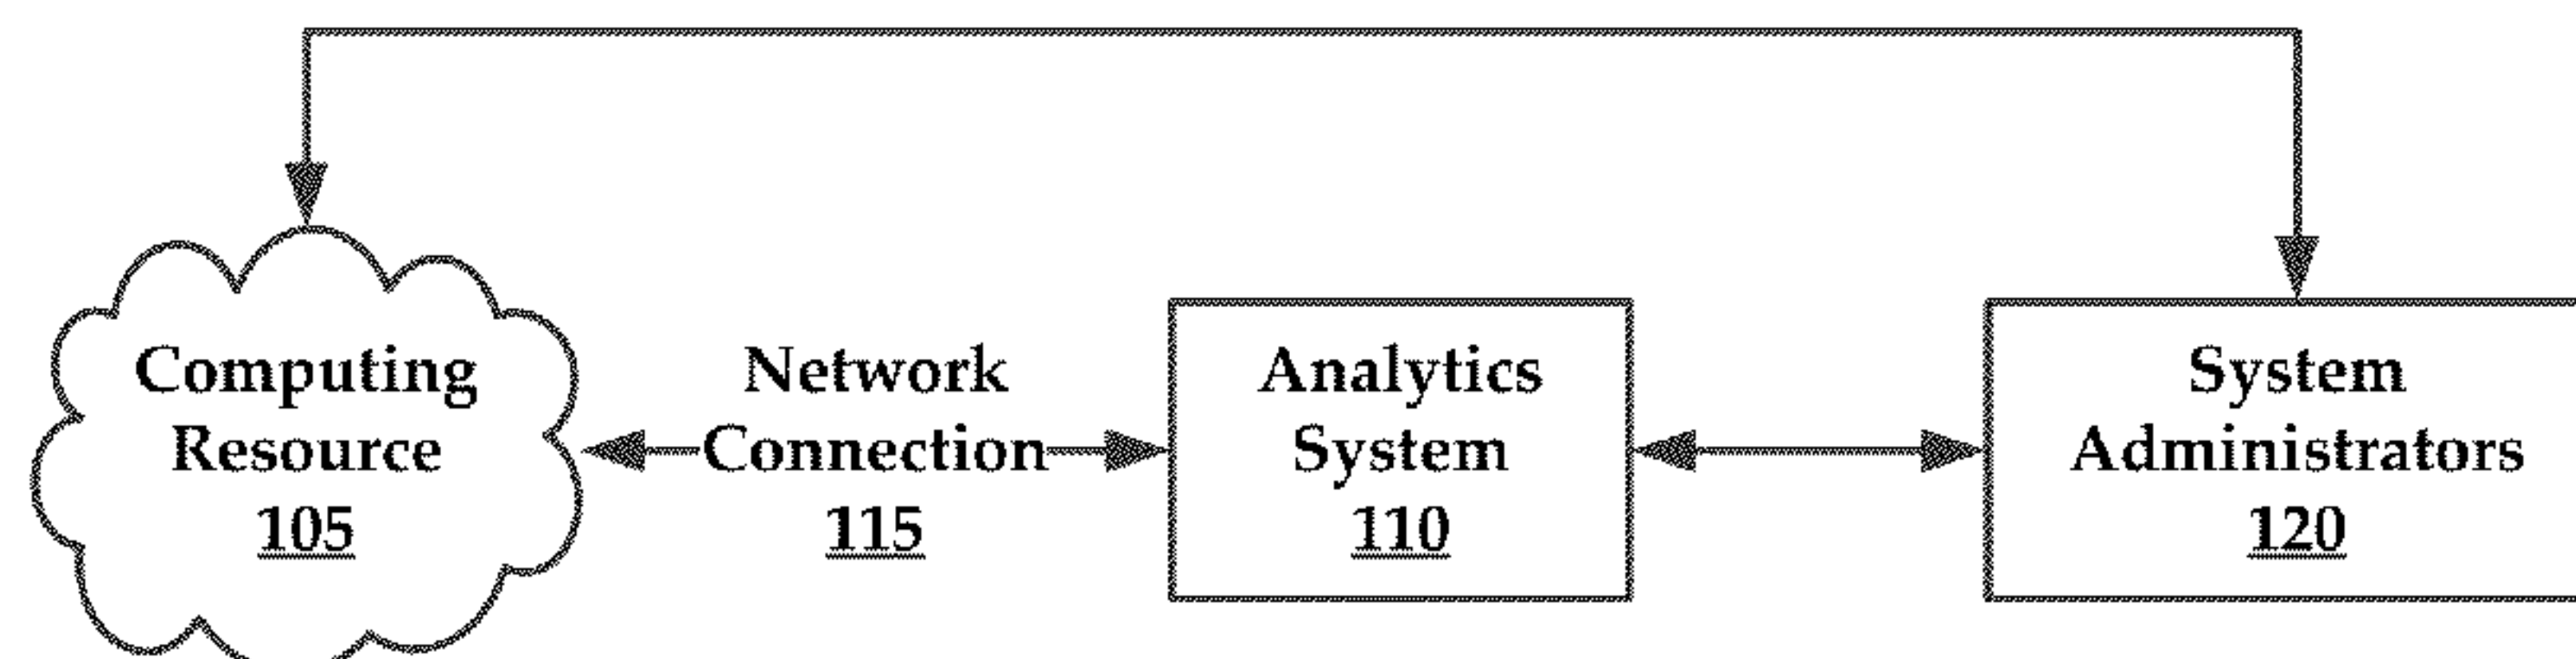 Computing
Resource
105
Network
Connection
115
Analytics
System
110
System
Administrators
120